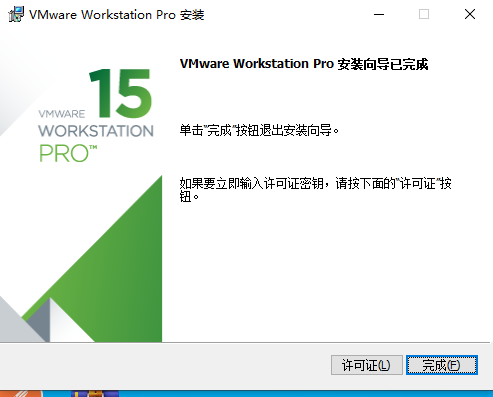 VMware Workstation Pro 安装
VMware Workstation Pro 安装向导已完成
15
VMWARE
WORKSTATION
PRO™
单击"完成"按钮退出安装向导。
如果要立即输入许可证密钥，请按下面的"许可证"按
钮。
许可证(L)
完成(F)